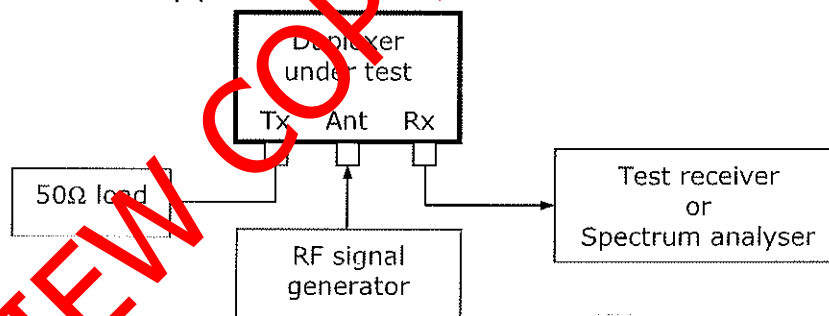 Duplexer
under test
Tx Ant Rx
50Ω load
Test receiver
or
Spectrum analyser
RF signal
generator